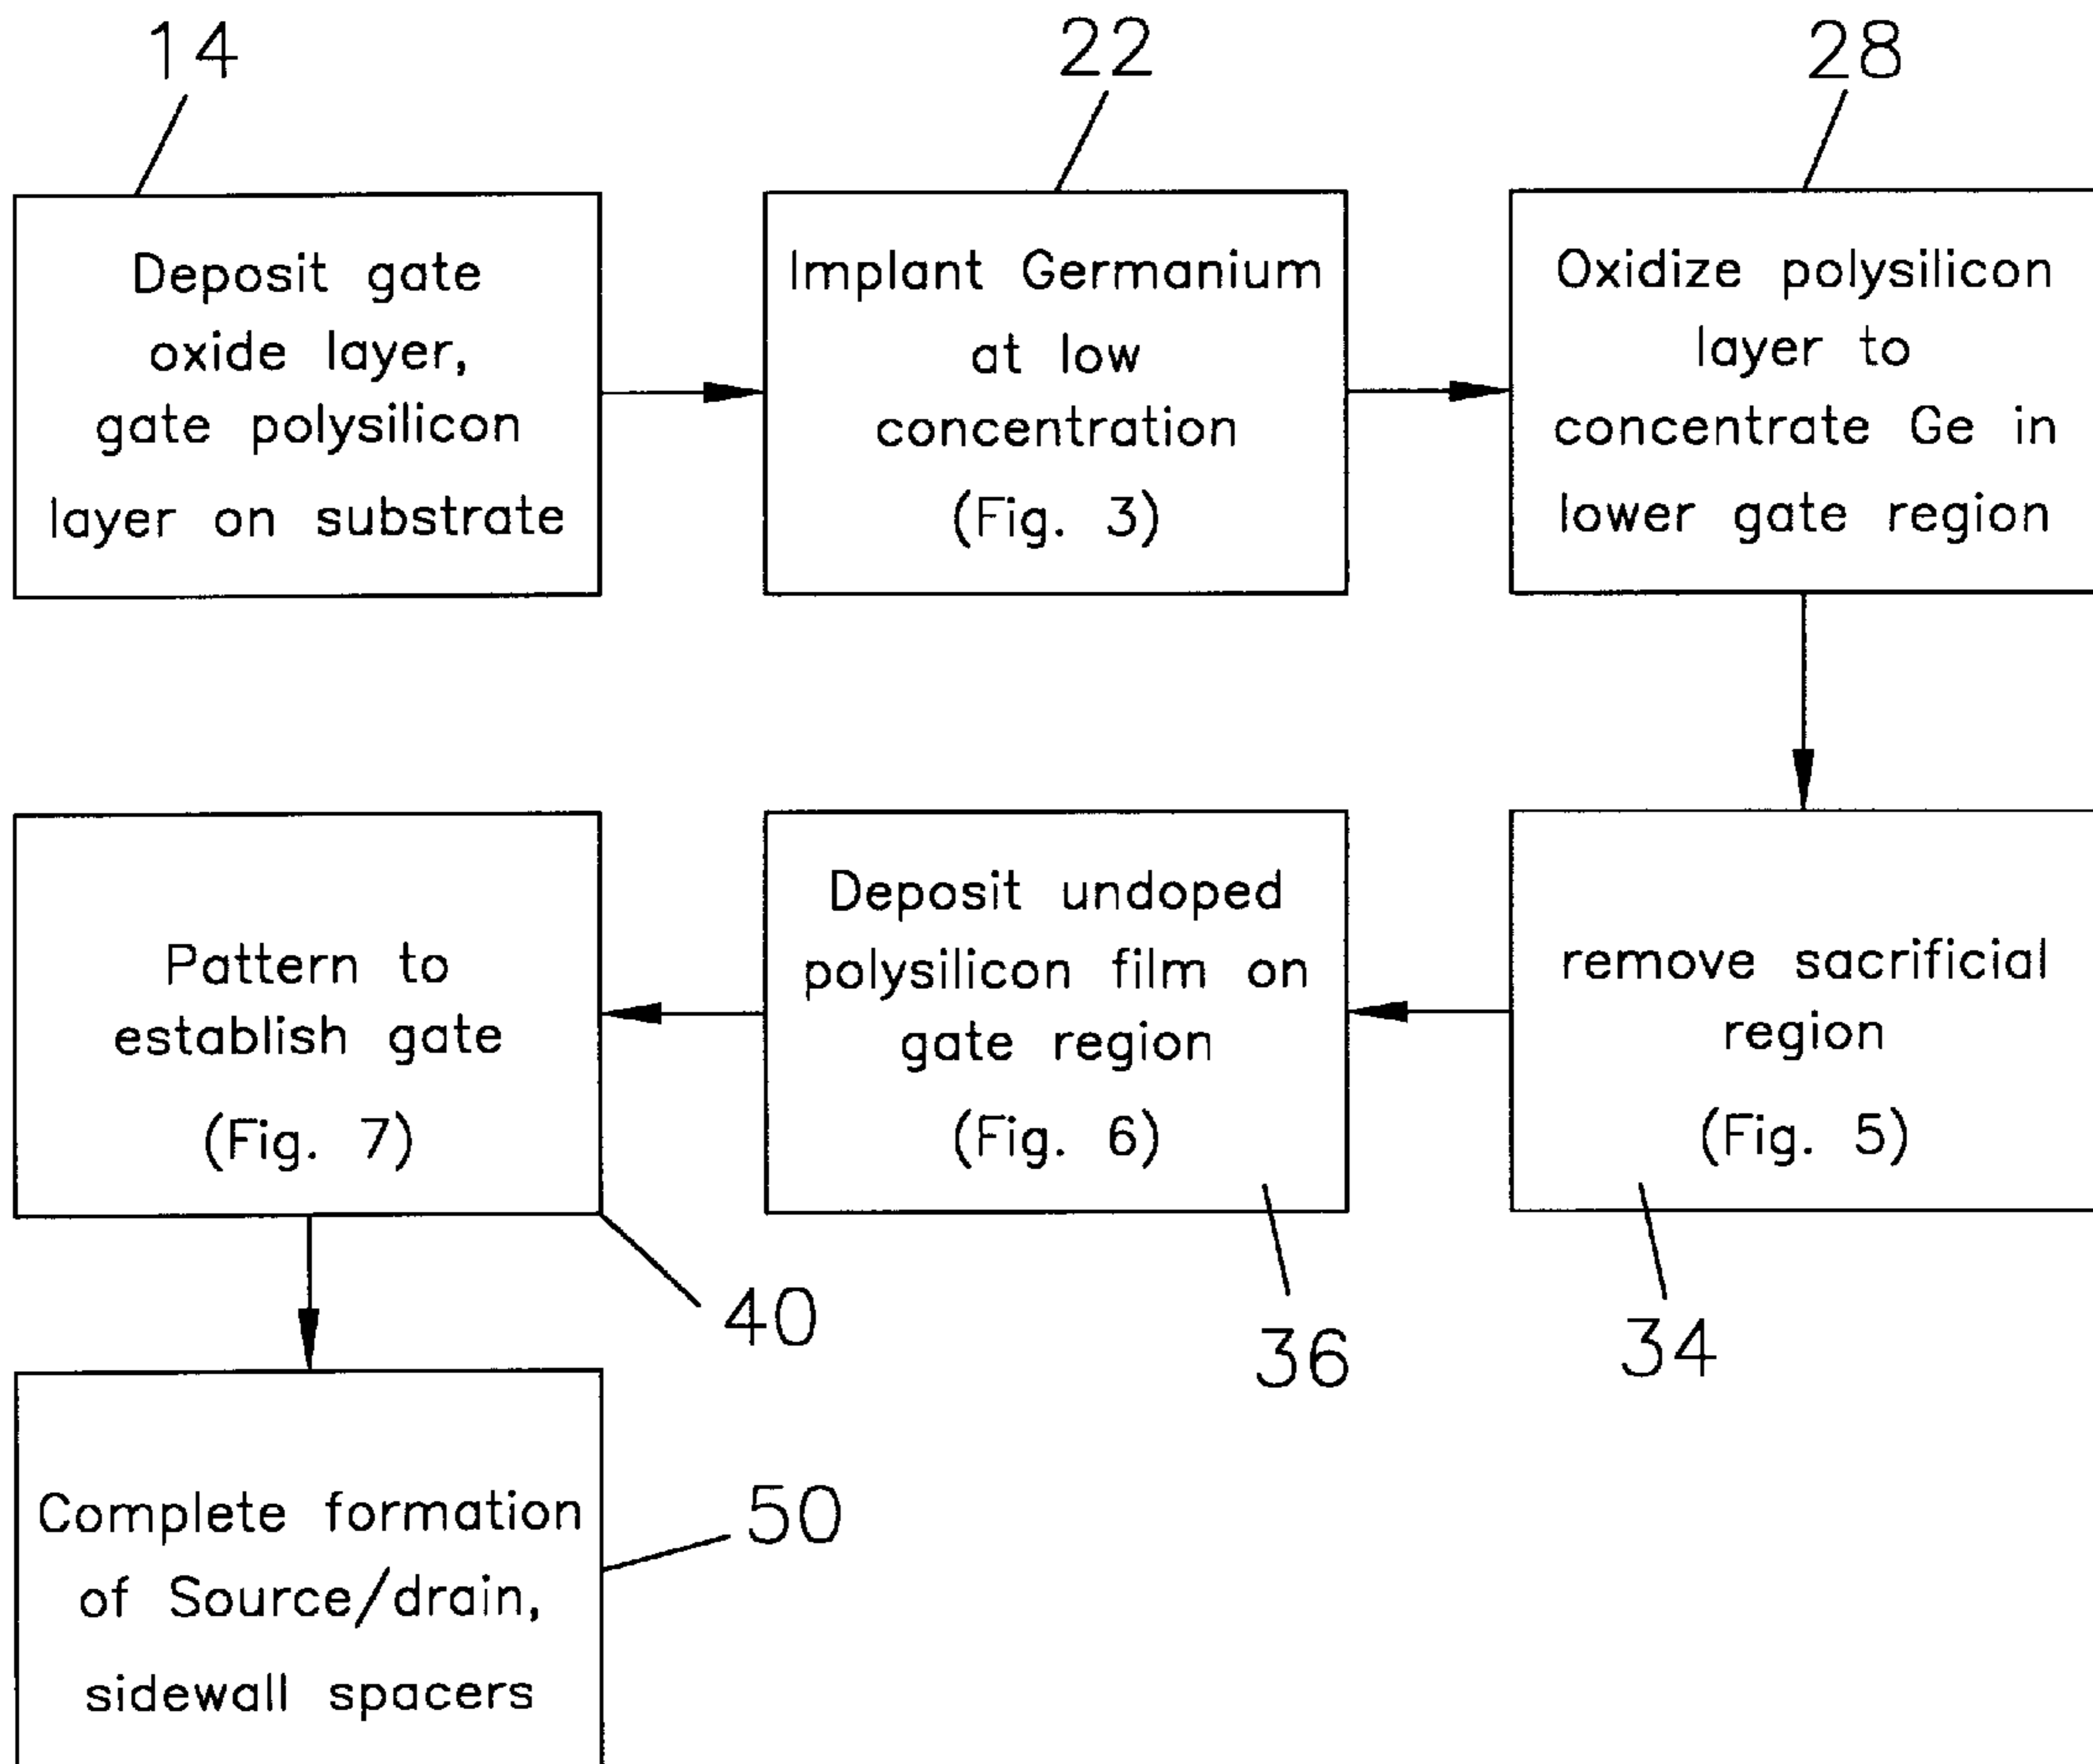 14
22
28
Deposit gate
oxide layer,
gate polysilicon
layer on substrate
Implant Germanium
at low
concentration
(Fig. 3)
Oxidize polysilicon
layer to
concentrate Ge in
lower gate region
remove sacrificial
region
(Fig. 5)
34
Deposit undoped
polysilicon film on
gate region
(Fig. 6)
36
Pattern to
establish gate
(Fig. 7)
40
Complete formation
of Source/drain,
sidewall spacers
50